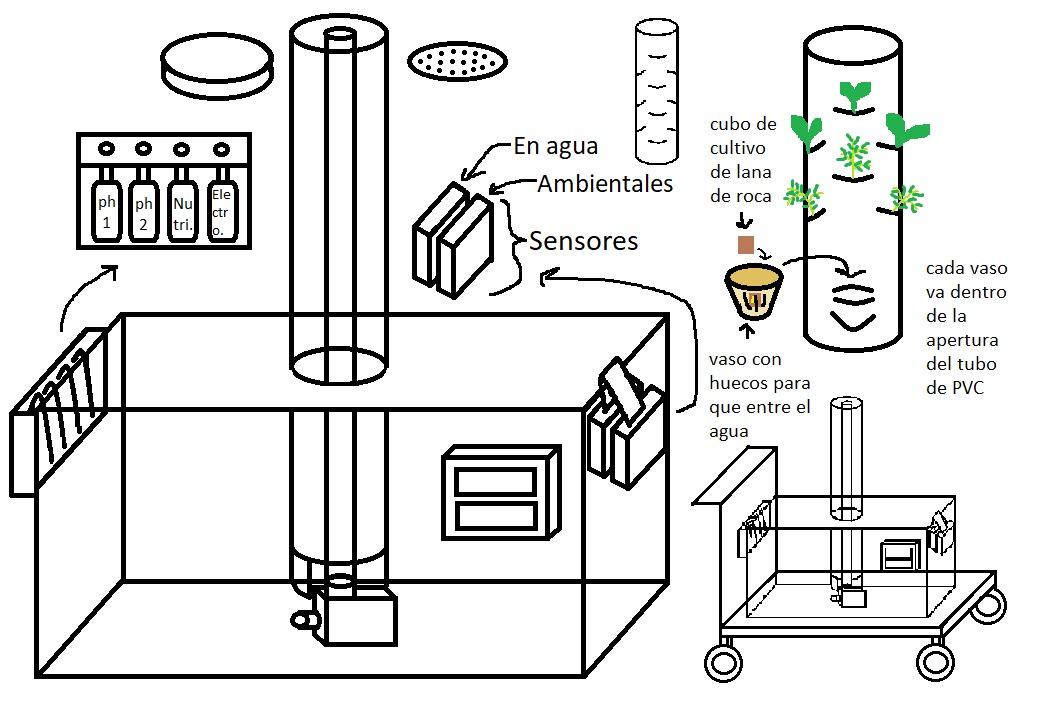 En agua
Ambientales
Sensores
ph
1
ph
2
Nu
tri.
Ele
ctr
o.
cubo de
cultivo
de lana
de roca
vaso con
huecos para
que entre el
agua
cada vaso
va dentro
de la
apertura
del tubo
de PVC